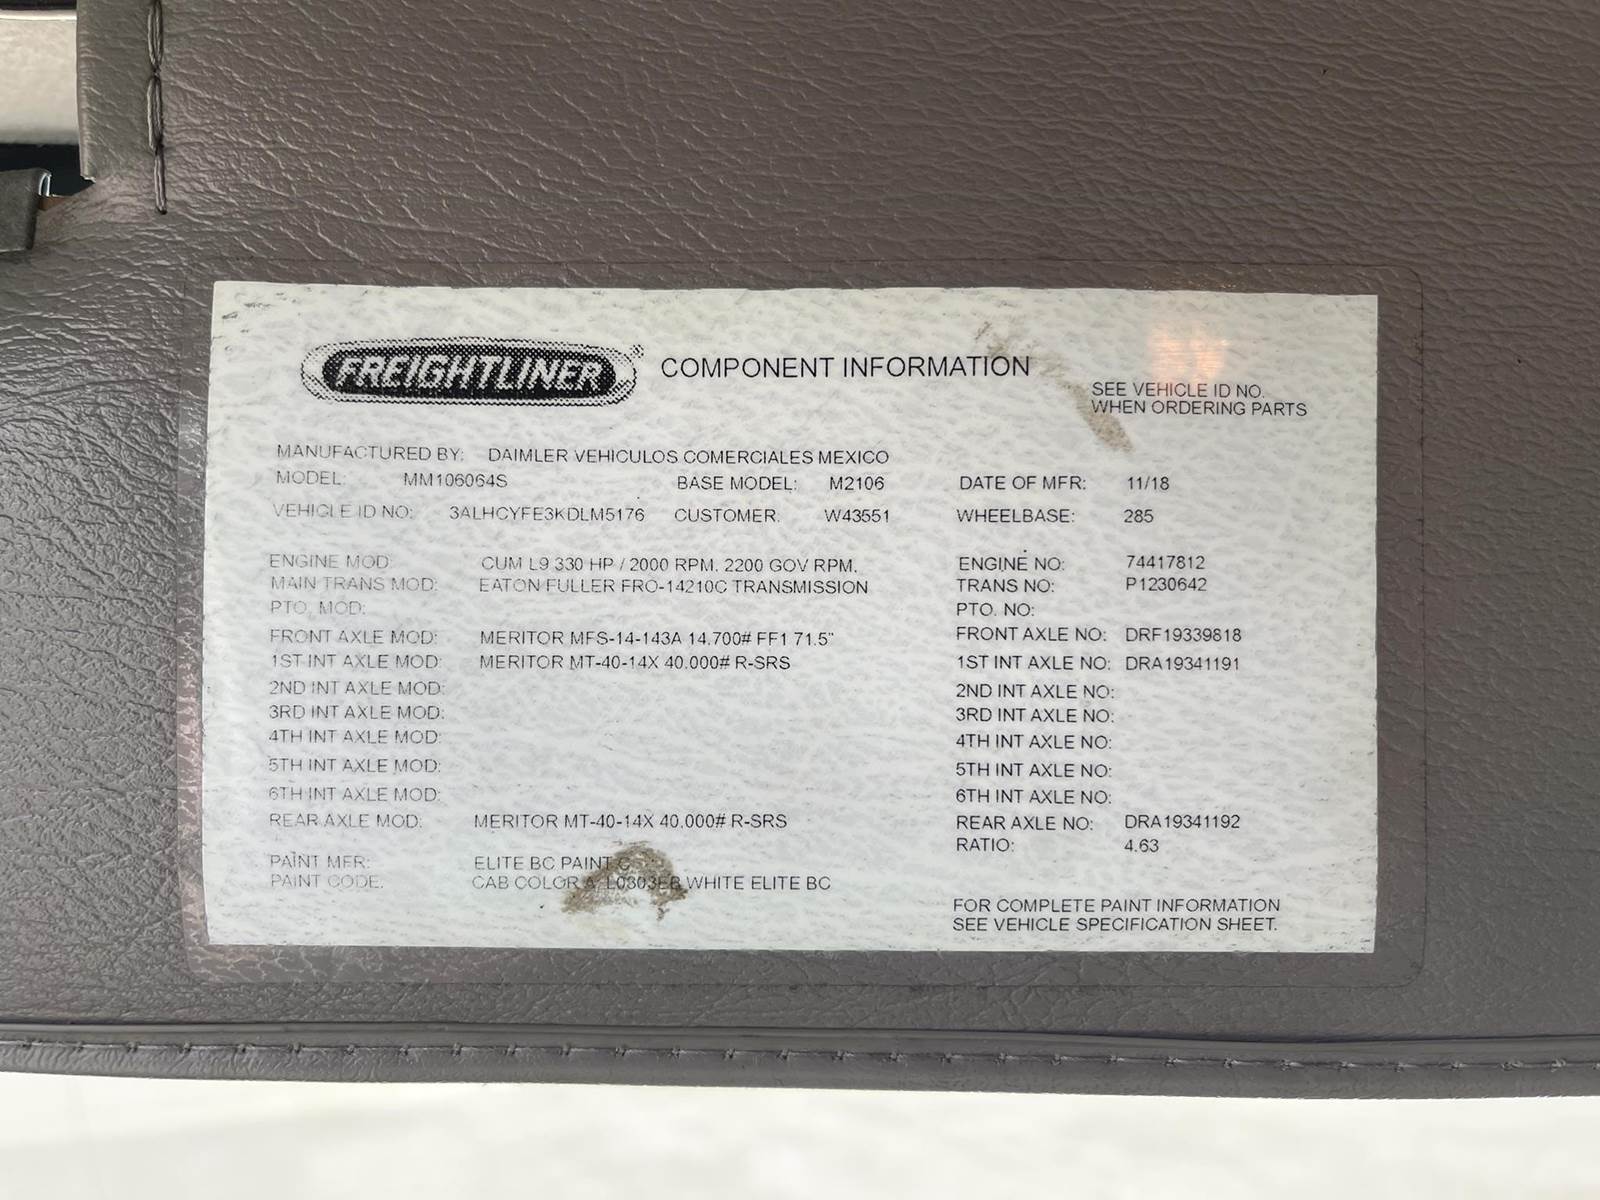 FREIGHTLINER COMPONENT INFORMATION
SEE VEHICLE ID NO.
WHEN ORDERING PARTS
MANUFACTURED BY: DAIMLER VEHICULOS COMERCIALES MEXICO
MODEL: MM106064S BASE MODEL: M2106 DATE OF MFR: 11/18
VEHICLE ID NO: 3ALHCYFE3KDLM5176 CUSTOMER: W43551 WHEELBASE: 285
ENGINE MOD: CUM L9 330 HP / 2000 RPM. 2200 GOV RPM. ENGINE NO: 74417812
MAIN TRANS MOD: EATON FULLER FRO-14210C TRANSMISSION TRANS NO: P1230642
PTO. MOD: PTO. NO:
FRONT AXLE MOD: MERITOR MFS-14-143A 14.700# FF1 71.5" FRONT AXLE NO: DRF19339818
1ST INT AXLE MOD: MERITOR MT-40-14X 40.000# R-SRS 1ST INT AXLE NO: DRA19341191
2ND INT AXLE MOD: 2ND INT AXLE NO:
3RD INT AXLE MOD: 3RD INT AXLE NO:
4TH INT AXLE MOD: 4TH INT AXLE NO:
5TH INT AXLE MOD: 5TH INT AXLE NO:
6TH INT AXLE MOD: 6TH INT AXLE NO:
REAR AXLE MOD: MERITOR MT-40-14X 40.000# R-SRS REAR AXLE NO: DRA19341192
RATIO: 4.63
PAINT MFR: ELITE BC PAINT
PAINT CODE: CAB COLOR A: L0803EB WHITE ELITE BC
FOR COMPLETE PAINT INFORMATION
SEE VEHICLE SPECIFICATION SHEET.